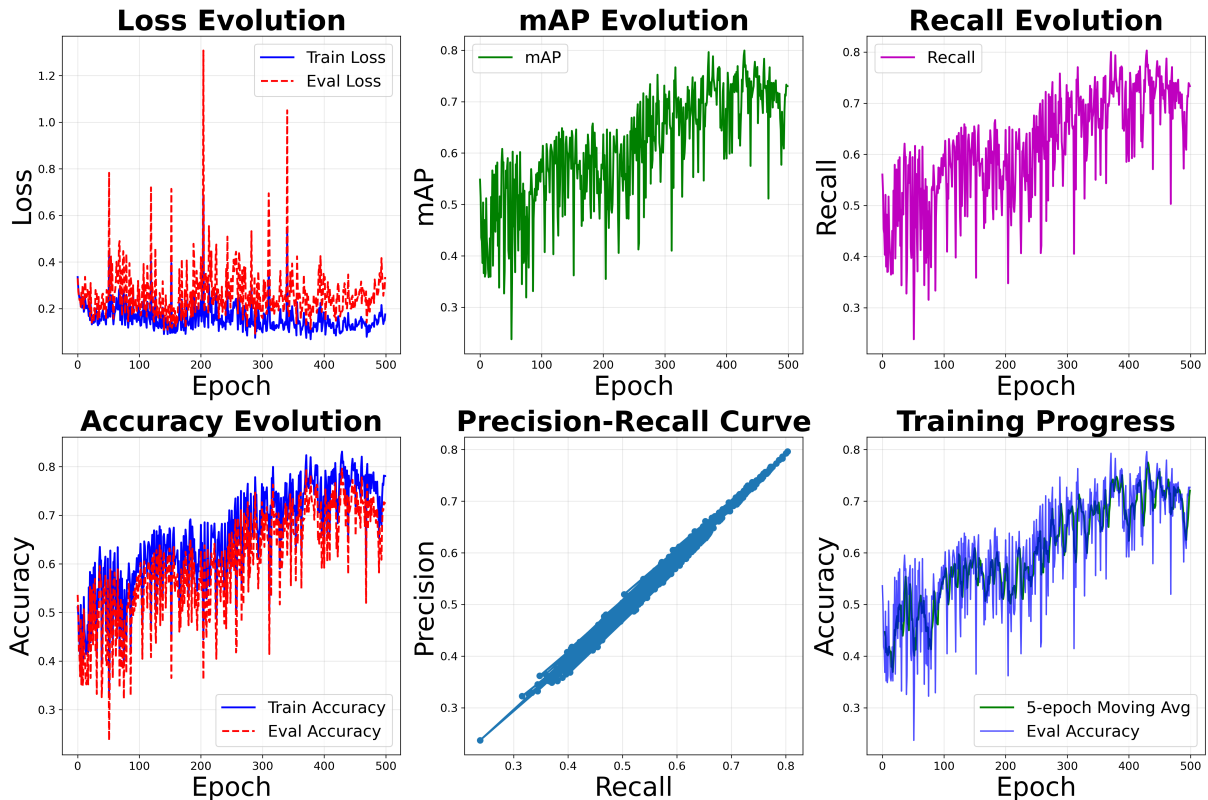 Loss Evolution
Loss
1.2
1.0
0.8
0.6
0.4
0.2
Train Loss
Eval Loss
0 100 200 300 400 500
Epoch
mAP Evolution
mAP
0.8
0.7
0.6
0.5
0.4
0.3
mAP
0 100 200 300 400 500
Epoch
Recall Evolution
Recall
0.8
0.7
0.6
0.5
0.4
0.3
Recall
0 100 200 300 400 500
Epoch
Accuracy Evolution
Accuracy
0.8
0.7
0.6
0.5
0.4
0.3
Train Accuracy
Eval Accuracy
0 100 200 300 400 500
Epoch
Precision-Recall Curve
Precision
0.8
0.7
0.6
0.5
0.4
0.3
0.3 0.4 0.5 0.6 0.7 0.8
Recall
Training Progress
Accuracy
0.8
0.7
0.6
0.5
0.4
0.3
5-epoch Moving Avg
Eval Accuracy
0 100 200 300 400 500
Epoch